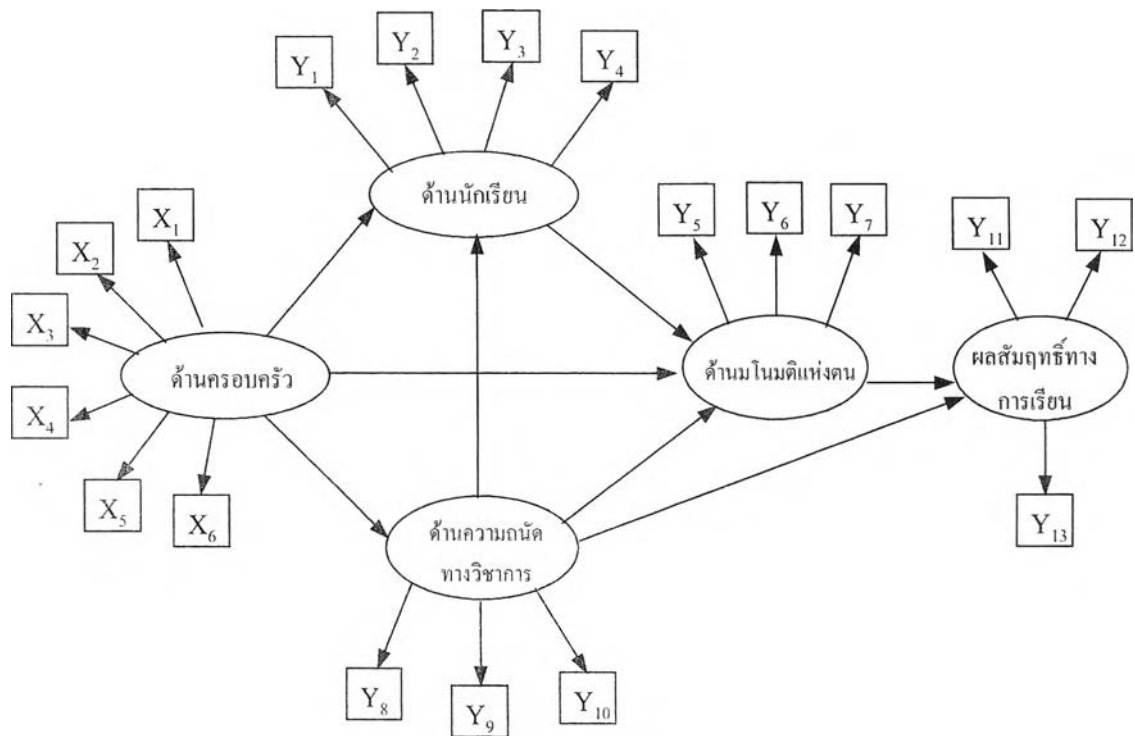 Y1
Y2
Y3
Y4
ด้านนักเรียน
X1
X2
X3
X4
X5
X6
ด้านครอบครัว
Y5
Y6
Y7
ด้านมโนมติแห่งตน
Y11
Y12
ผลสัมฤทธิ์ทาง
การเรียน
Y13
ด้านความถนัด
ทางวิชาการ
Y8
Y9
Y10